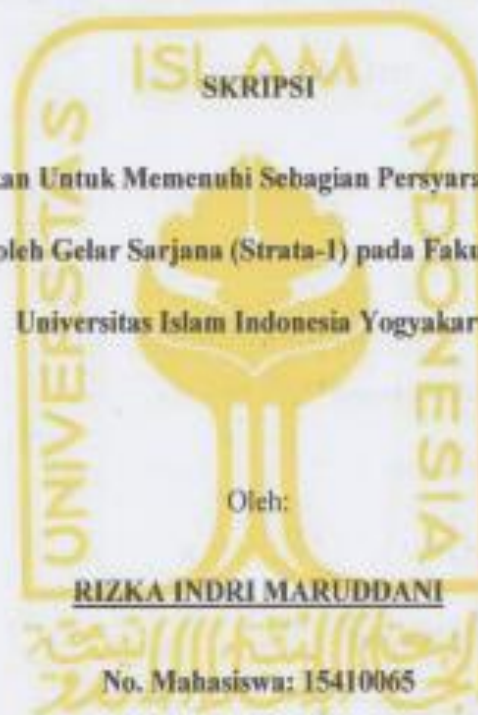 ISLAM
SKRIPSI
UNIVERSITAS
INDONESIA
kan Untuk Memenuhi Sebagian Persyara
oleh Gelar Sarjana (Strata-1) pada Faku
Universitas Islam Indonesia Yogyakar
Oleh:
RIZKA INDRI MARUDDANI
No. Mahasiswa: 15410065